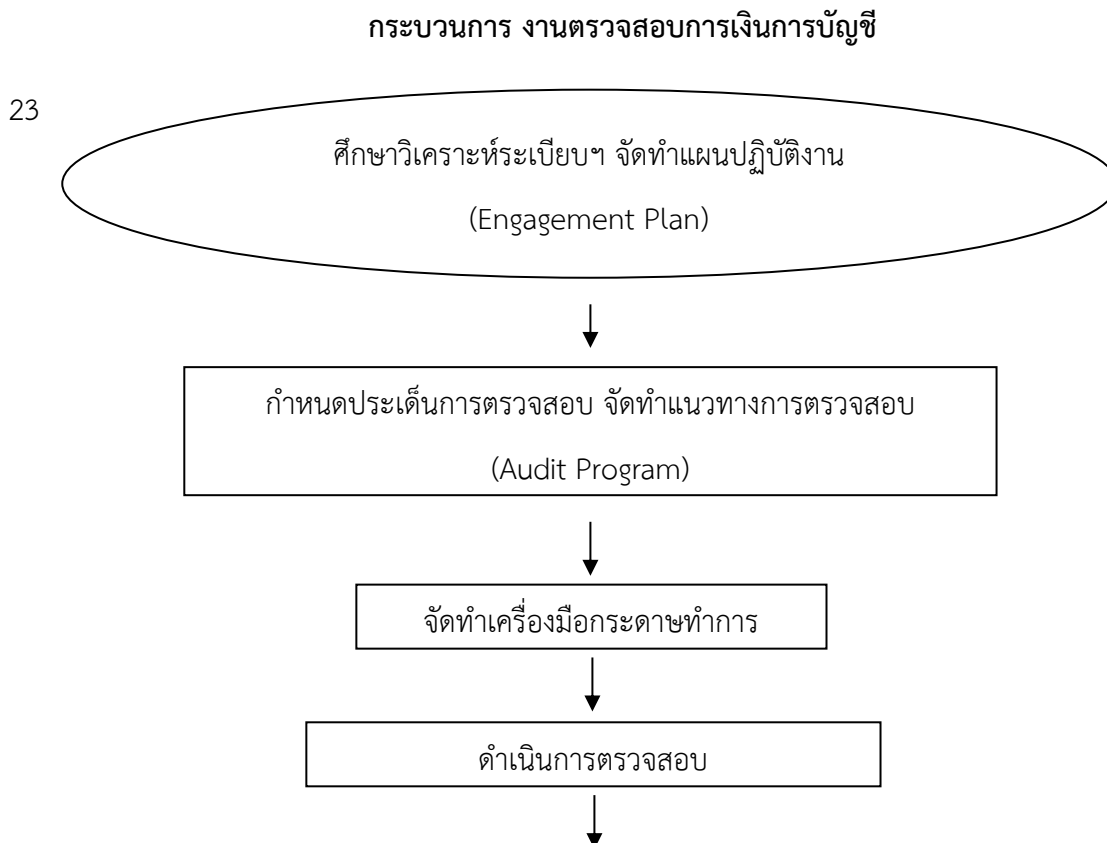 กระบวนการ งานตรวจสอบการเงินการบัญชี
23
ศึกษาวิเคราะห์ระเบียบฯ จัดทำแผนปฏิบัติงาน
(Engagement Plan)
กำหนดประเด็นการตรวจสอบ จัดทำแนวทางการตรวจสอบ
(Audit Program)
จัดทำเครื่องมือกระดาษทำการ
ดำเนินการตรวจสอบ